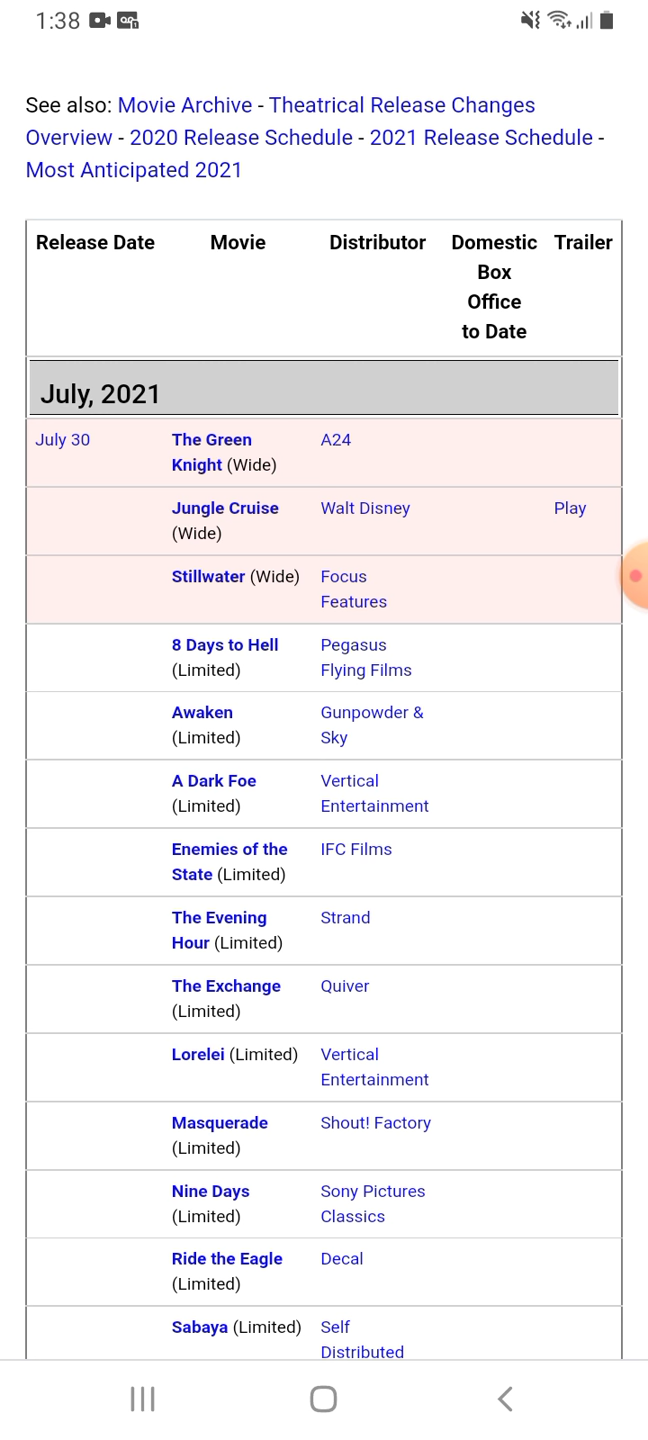 1:38
See also: Movie Archive - Theatrical Release Changes
Overview - 2020 Release Schedule - 2021 Release Schedule -
Most Anticipated 2021
Release Date Movie Distributor Domestic Trailer
Box
Office
to Date
July, 2021
July 30 The Green A24
Knight (Wide)
Jungle Cruise Walt Disney Play
(Wide)
Stillwater (Wide) Focus
Features
8 Days to Hell Pegasus
(Limited) Flying Films
Awaken Gunpowder &
(Limited) Sky
A Dark Foe Vertical
(Limited) Entertainment
Enemies of the IFC Films
State (Limited)
The Evening Strand
Hour (Limited)
The Exchange Quiver
(Limited)
Lorelei (Limited) Vertical
Entertainment
Masquerade Shout! Factory
(Limited)
Nine Days Sony Pictures
(Limited) Classics
Ride the Eagle Decal
(Limited)
Sabaya (Limited) Self
Distributed